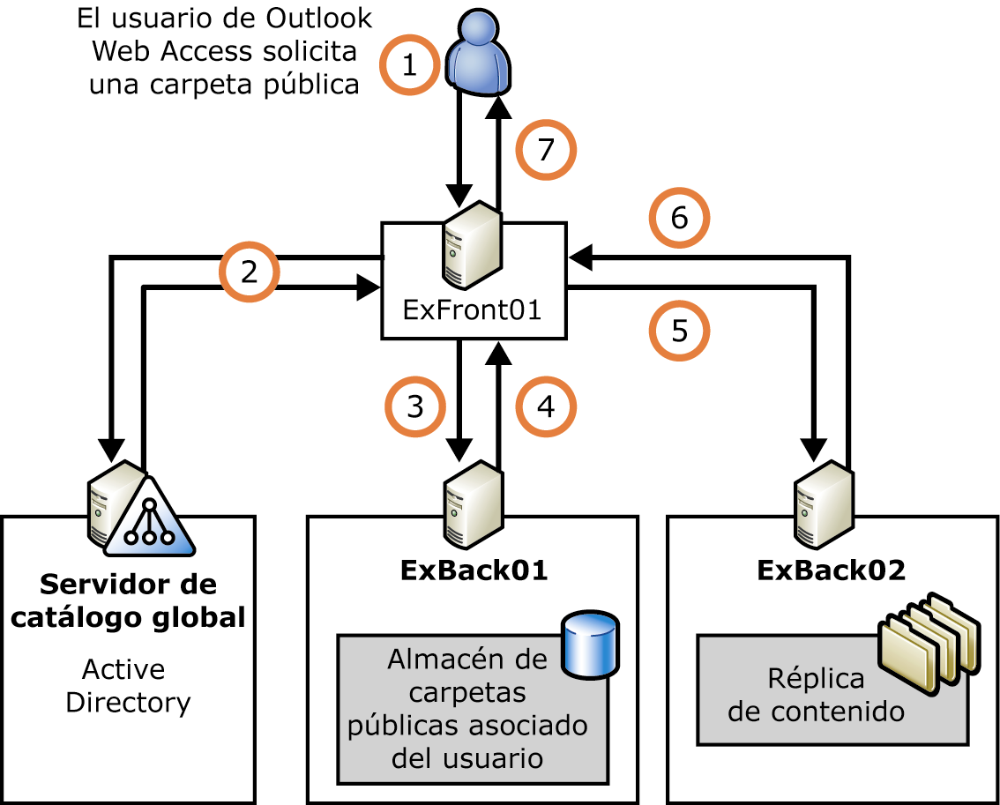 El usuario de Outlook
Web Access solicita
una carpeta pública
1
7
6
2
ExFront01
5
3
4
Servidor de
catálogo global
Active
Directory
ExBack01
Almacén de
carpetas
públicas asociado
del usuario
ExBack02
Réplica
de contenido